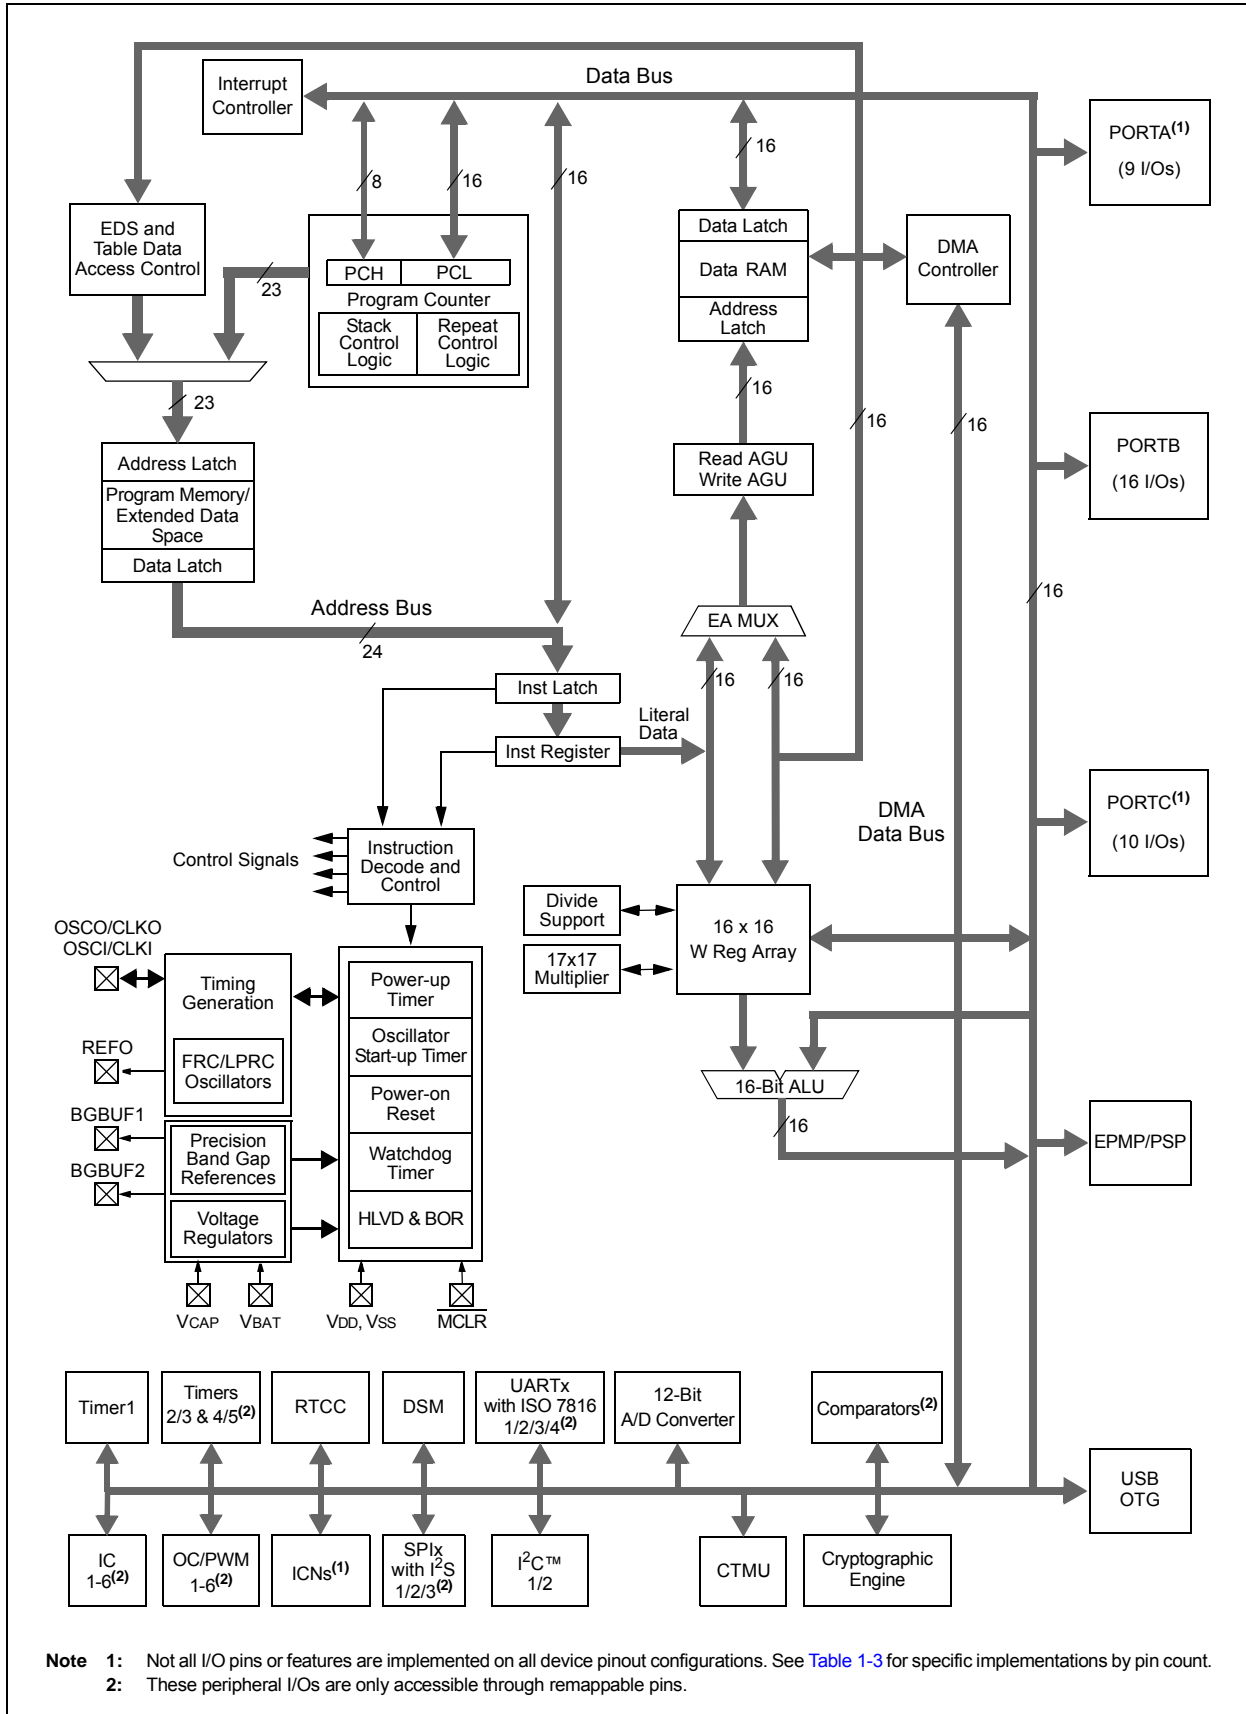 Data Bus
Interrupt
Controller
PORTA(1)
(9 I/Os)
16
8
16
16
EDS and
Table Data
Access Control
Data Latch
Data RAM
Address
Latch
DMA
Controller
PCH
PCL
23
Program Counter
Stack
Control
Logic
Repeat
Control
Logic
23
16
16
16
PORTB
(16 I/Os)
Address Latch
Program Memory/
Extended Data
Space
Data Latch
Read AGU
Write AGU
16
Address Bus
24
EA MUX
16
16
Inst Latch
Literal
Data
Inst Register
PORTC(1)
(10 I/Os)
DMA
Data Bus
Control Signals
Instruction
Decode and
Control
Divide
Support
16 x 16
W Reg Array
17x17
Multiplier
OSCO/CLKO
OSCI/CLKI
Timing
Generation
Power-up
Timer
REFO
FRC/LPRC
Oscillators
Oscillator
Start-up Timer
16-Bit ALU
16
Power-on
Reset
BGBUF1
Precision
Band Gap
References
Watchdog
Timer
EPMP/PSP
BGBUF2
Voltage
Regulators
HLVD & BOR
VCAP
VBAT
VDD, VSS
MCLR
Timer1
Timers
2/3 & 4/5(2)
RTCC
DSM
UARTx
with ISO 7816
1/2/3/4(2)
12-Bit
A/D Converter
Comparators(2)
USB
OTG
IC
1-6(2)
OC/PWM
1-6(2)
ICNs(1)
SPIx
with I2S
1/2/3(2)
I2C™
1/2
CTMU
Cryptographic
Engine
Note 1: Not all I/O pins or features are implemented on all device pinout configurations. See Table 1-3 for specific implementations by pin count.
2: These peripheral I/Os are only accessible through remappable pins.